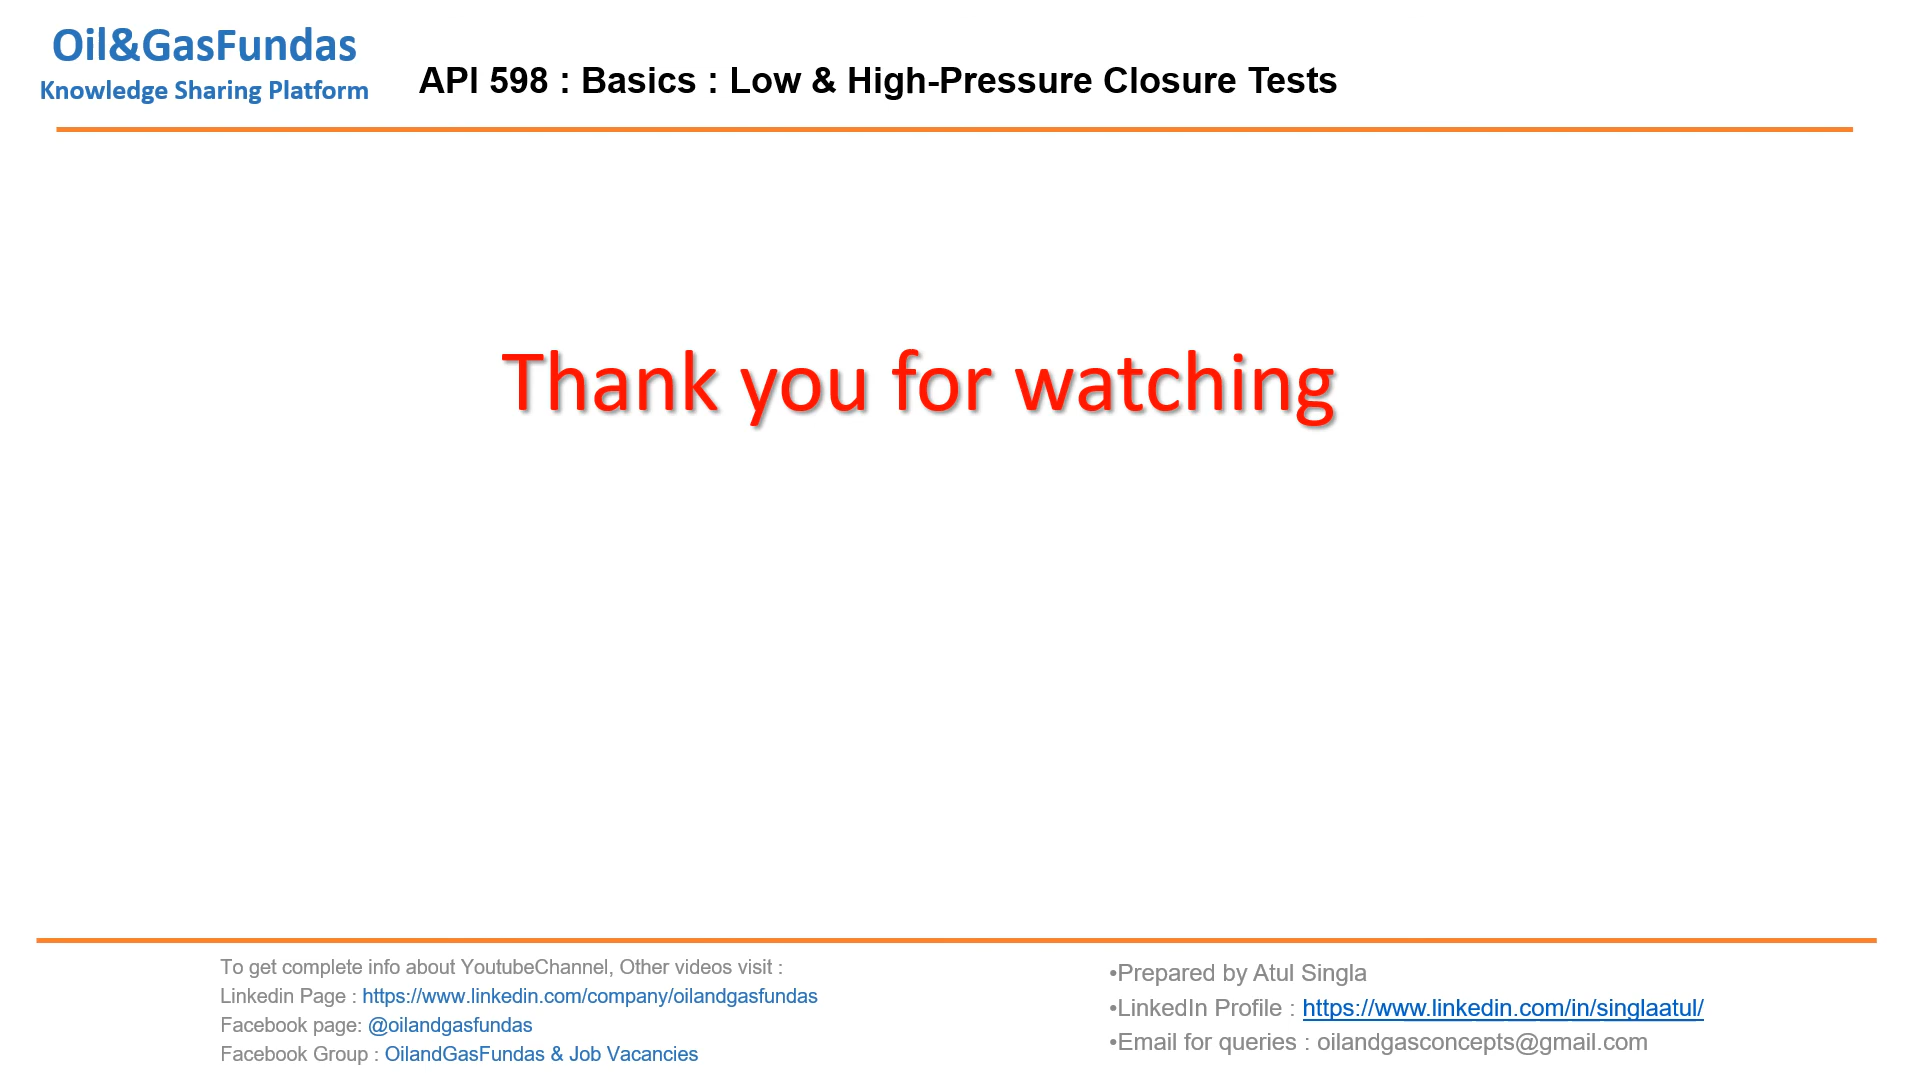 Oil&GasFundas
Knowledge Sharing Platform
API 598 : Basics : Low & High-Pressure Closure Tests
Thank you for watching
To get complete info about YoutubeChannel, Other videos visit :
Linkedin Page : https://www.linkedin.com/company/oilandgasfundas
Facebook page: @oilandgasfundas
Facebook Group : OilandGasFundas & Job Vacancies
•Prepared by Atul Singla
•LinkedIn Profile : https://www.linkedin.com/in/singlaatul/
•Email for queries : oilandgasconcepts@gmail.com